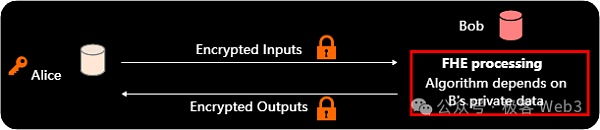 Bob
Encrypted Inputs
Alice
FHE processing
Algorithm depends on
B's private data
Encrypted Outputs
公众号 · 极客 Web3